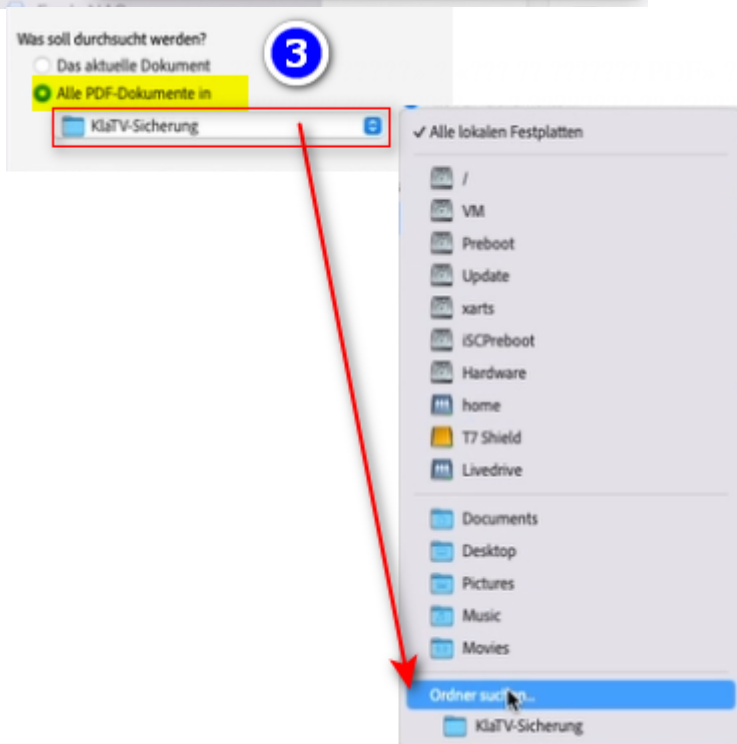 Was soll durchsucht werden?
3
Das aktuelle Dokument
Alle PDF-Dokumente in
KlaTV-Sicherung
✓ Alle lokalen Festplatten
/
VM
Preboot
Update
xarts
iSCPreboot
Hardware
home
T7 Shield
Livedrive
Documents
Desktop
Pictures
Music
Movies
Ordner
KlaTV-Sicherung